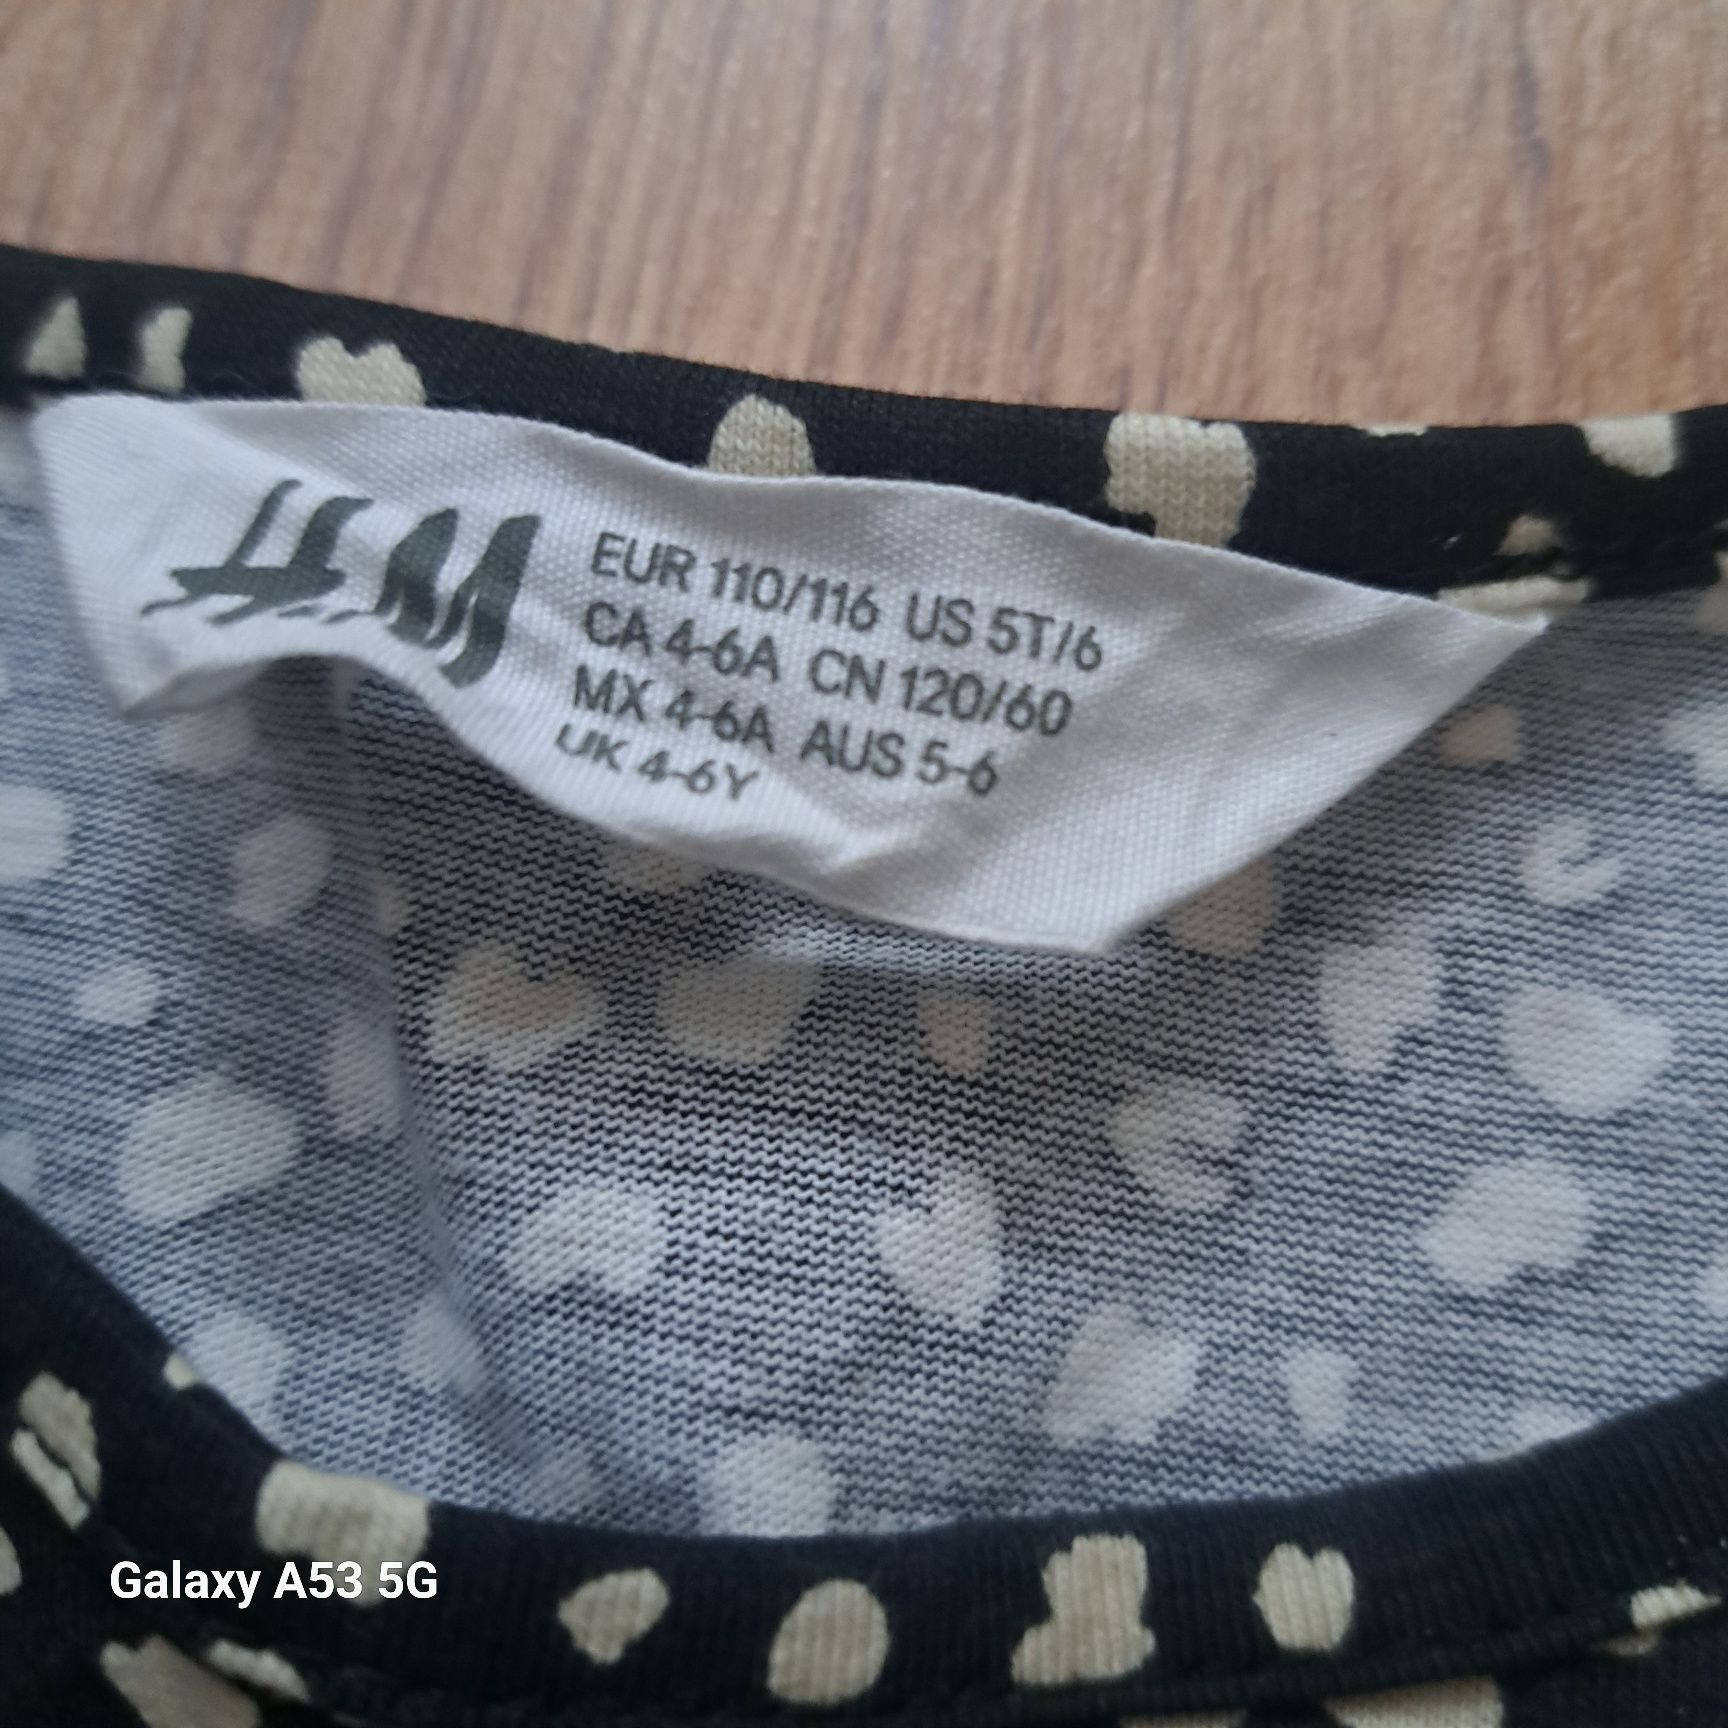 H&M
EUR 110/116 US 5T/6
CA 4-6A CN 120/60
MX 4-6A AUS 5-6
UK 4-6Y
Galaxy A53 5G